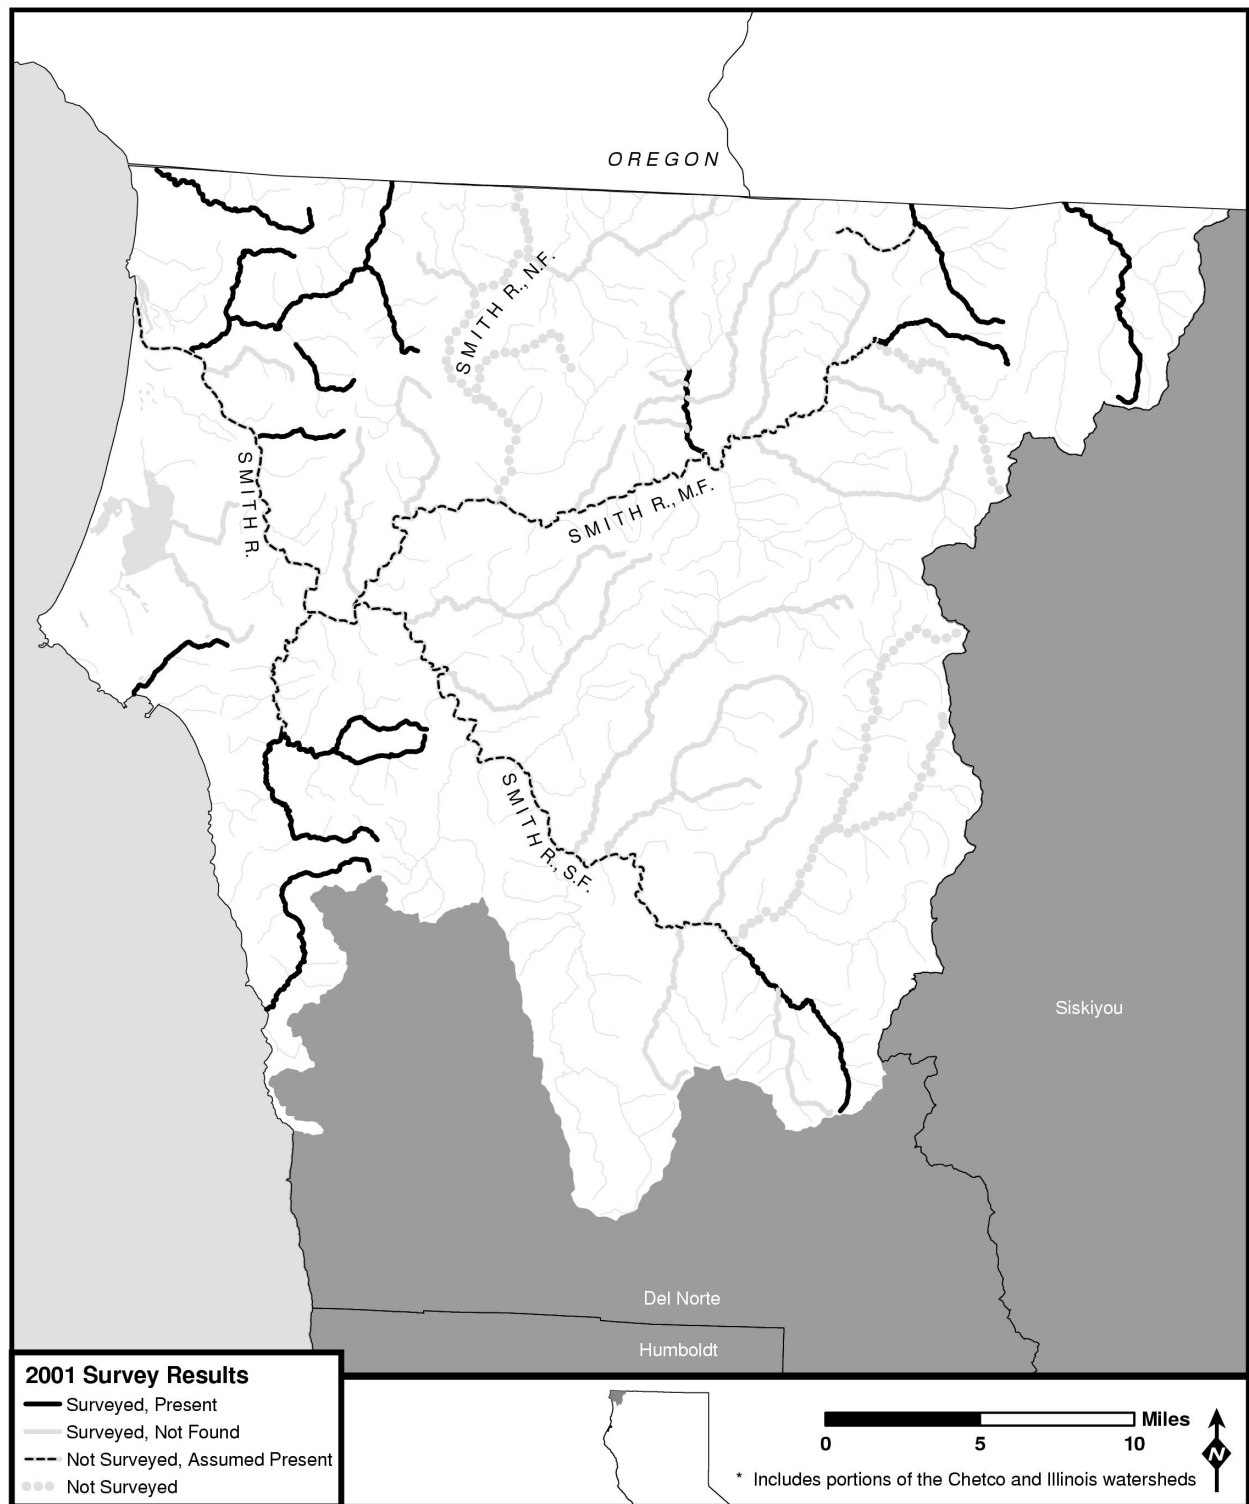 OREGON
SMITH R., N.F.
SMITH R.
SMITH R., M.F.
SMITH R., S.F.
Siskiyou
Del Norte
Humboldt
2001 Survey Results
Surveyed, Present
Surveyed, Not Found
Not Surveyed, Assumed Present
Not Surveyed
Miles
0 5 10
* Includes portions of the Chetco and Illinois watersheds
N